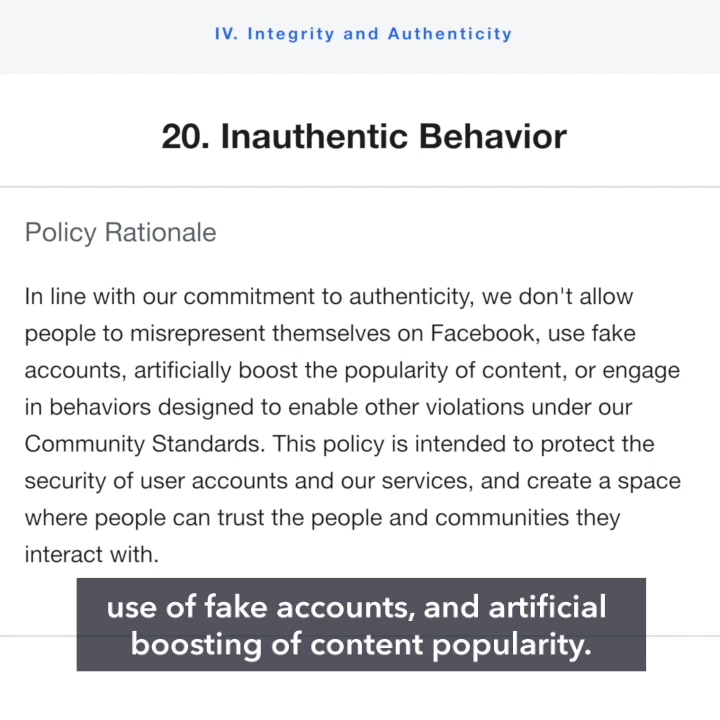 IV. Integrity and Authenticity
20. Inauthentic Behavior
Policy Rationale
In line with our commitment to authenticity, we don't allow
people to misrepresent themselves on Facebook, use fake
accounts, artificially boost the popularity of content, or engage
in behaviors designed to enable other violations under our
Community Standards. This policy is intended to protect the
security of user accounts and our services, and create a space
where people can trust the people and communities they
interact with.
use of fake accounts, and artificial
boosting of content popularity.